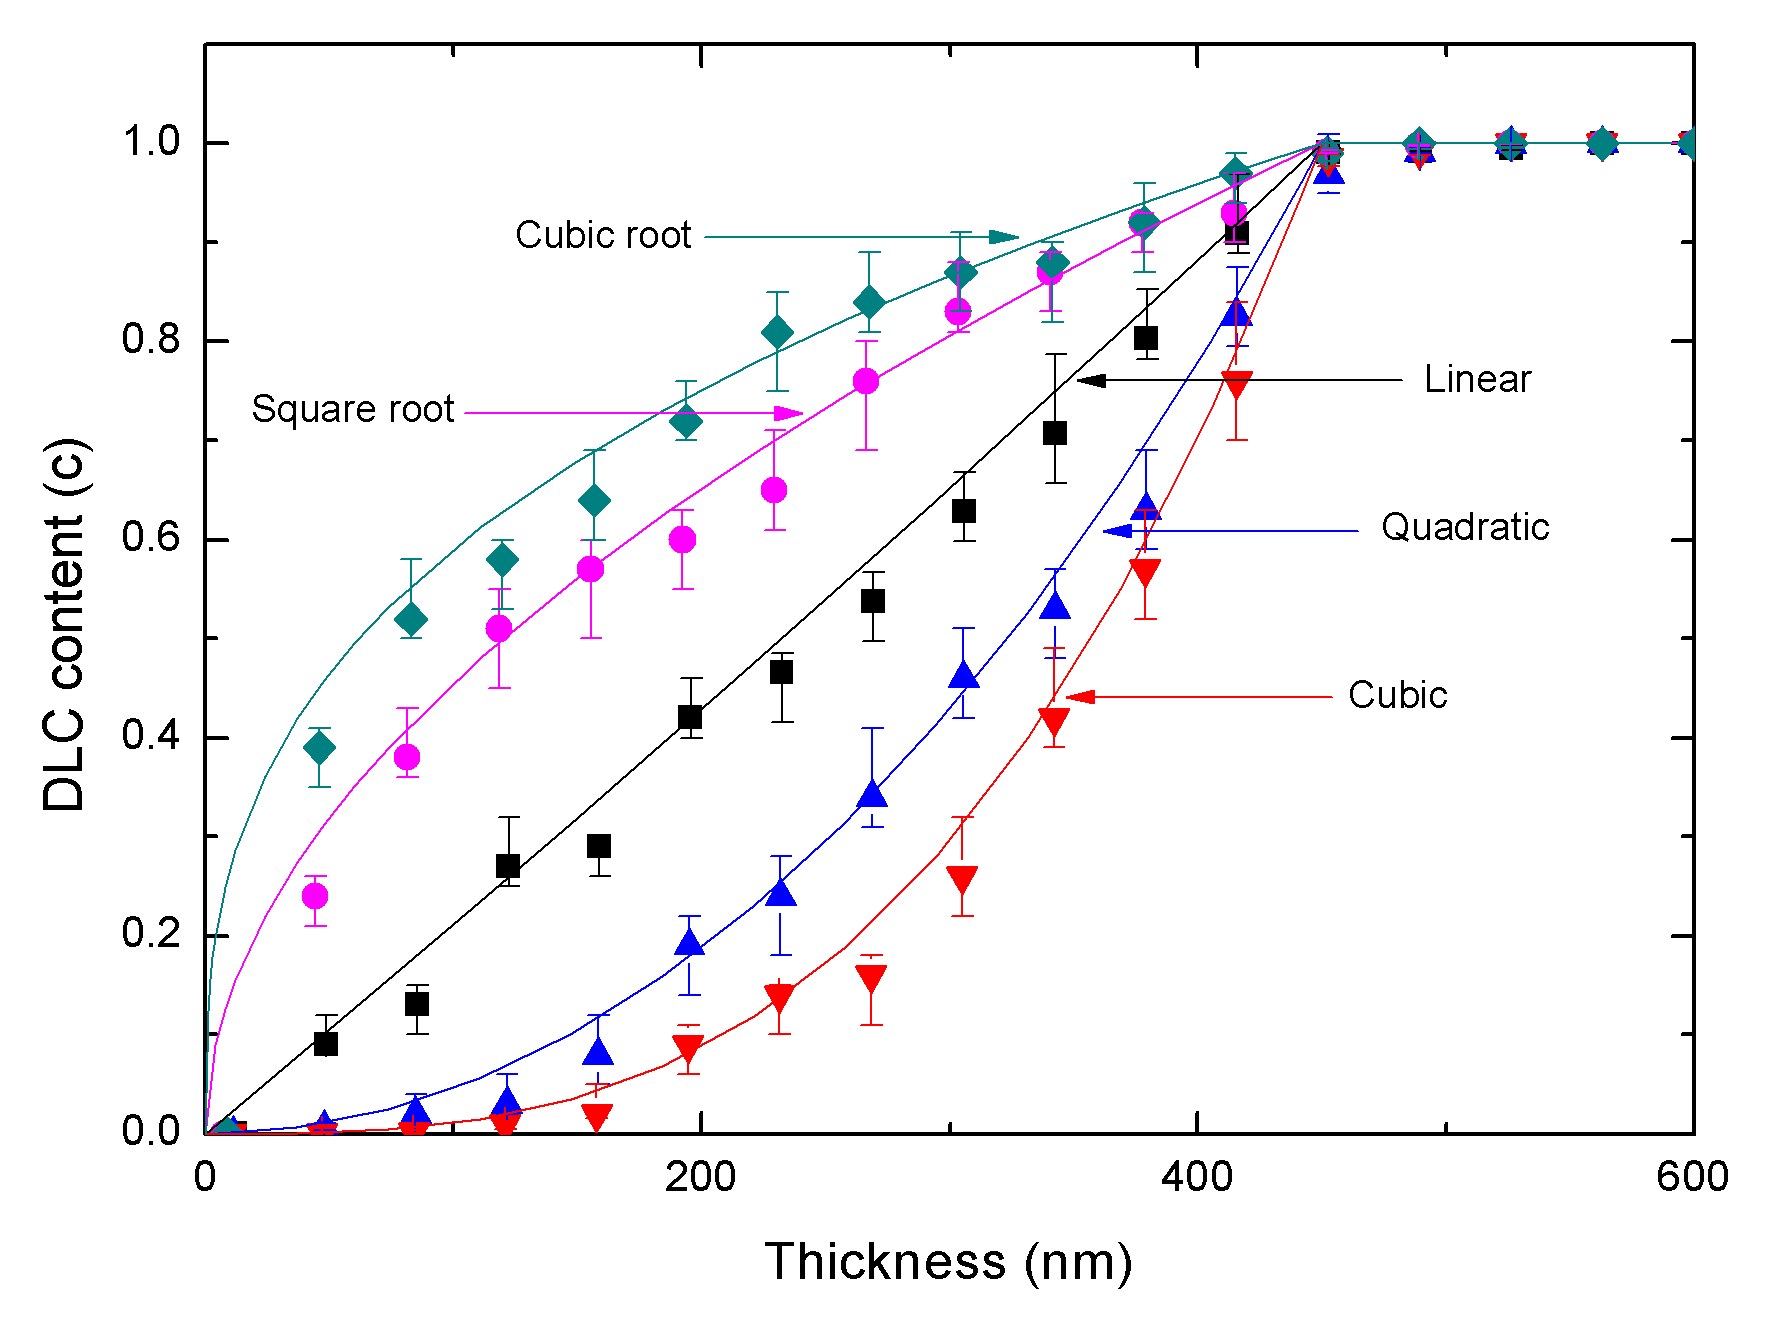 1.0
Cubic root
0.8
Linear
Square root
0.6
Quadratic
DLC content (c)
Cubic
0.4
0.2
0.0
0
200
400
600
Thickness (nm)